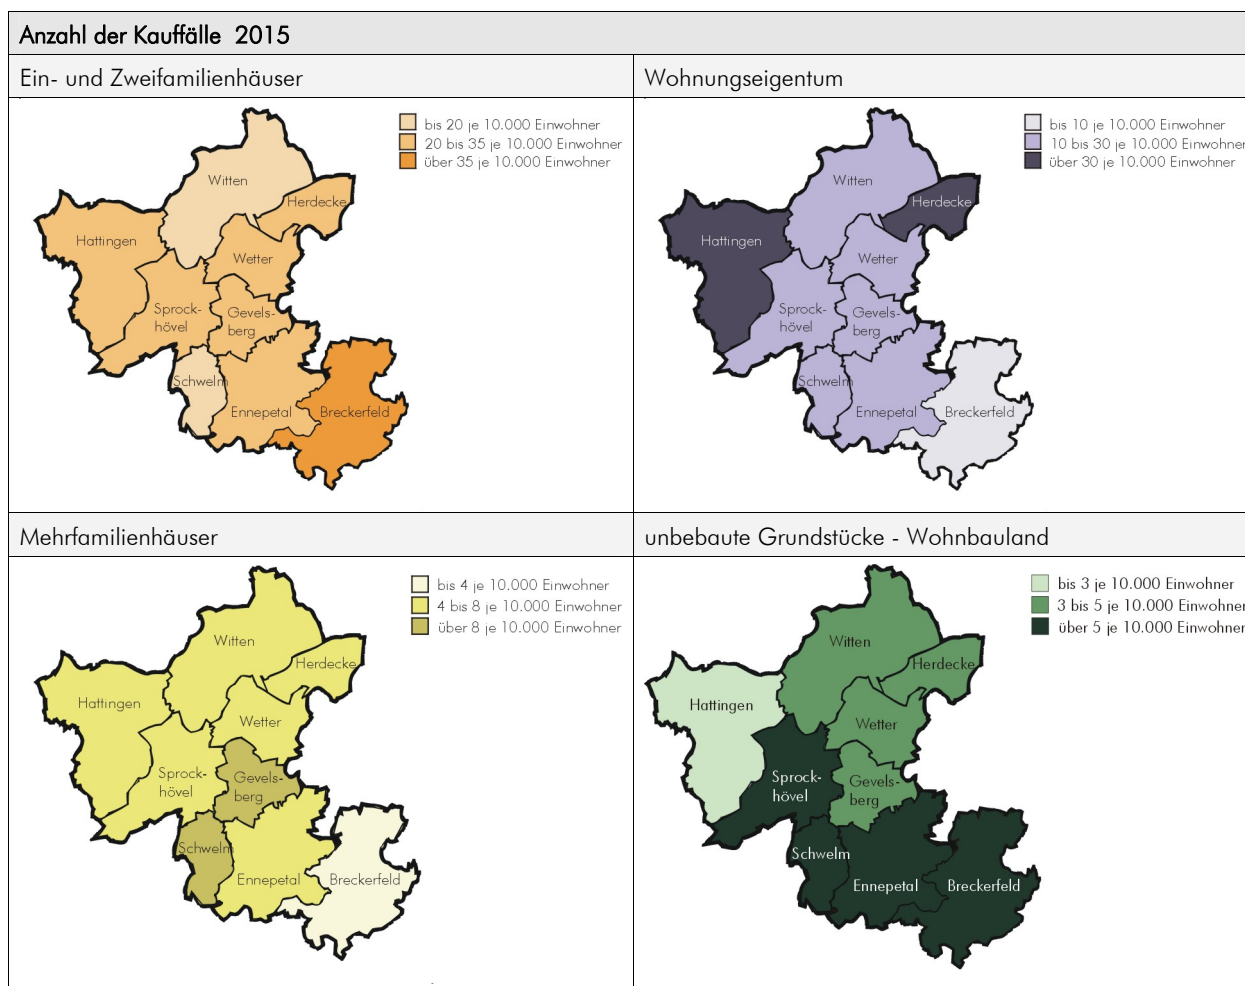 Anzahl der Kauffälle 2015
Ein- und Zweifamilienhäuser
bis 20 je 10.000 Einwohner
20 bis 35 je 10.000 Einwohner
über 35 je 10.000 Einwohner
Witten
Herdecke
Hattingen
Wetter
Sprock-
hövel
Gevels-
berg
Schwelm
Ennepetal
Breckerfeld
Wohnungseigentum
bis 10 je 10.000 Einwohner
10 bis 30 je 10.000 Einwohner
über 30 je 10.000 Einwohner
Witten
Herdecke
Hattingen
Wetter
Sprock-
hövel
Gevels-
berg
Schwelm
Ennepetal
Breckerfeld
Mehrfamilienhäuser
bis 4 je 10.000 Einwohner
4 bis 8 je 10.000 Einwohner
über 8 je 10.000 Einwohner
Witten
Herdecke
Hattingen
Wetter
Sprock-
hövel
Gevels-
berg
Schwelm
Ennepetal
Breckerfeld
unbebaute Grundstücke - Wohnbauland
bis 3 je 10.000 Einwohner
3 bis 5 je 10.000 Einwohner
über 5 je 10.000 Einwohner
Witten
Herdecke
Hattingen
Wetter
Sprock-
hövel
Gevels-
berg
Schwelm
Ennepetal
Breckerfeld